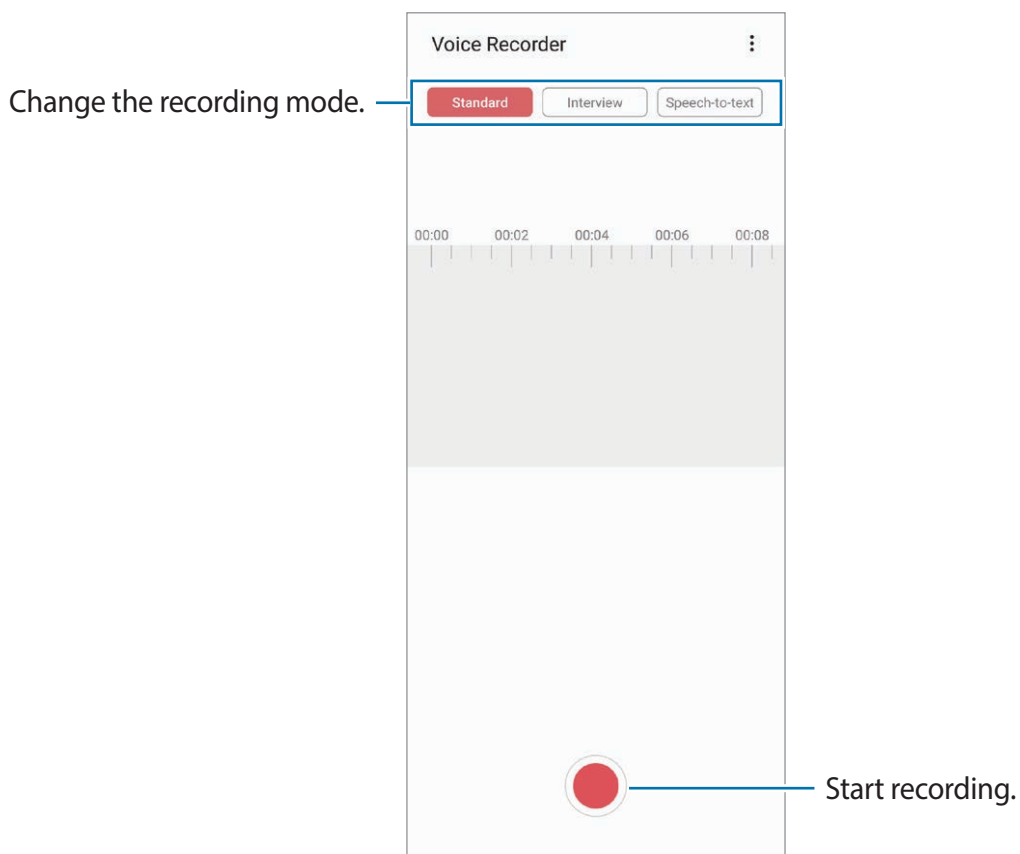 Voice Recorder
Change the recording mode.
Standard Interview Speech-to-text
00:00 00:02 00:04 00:06 00:08
Start recording.